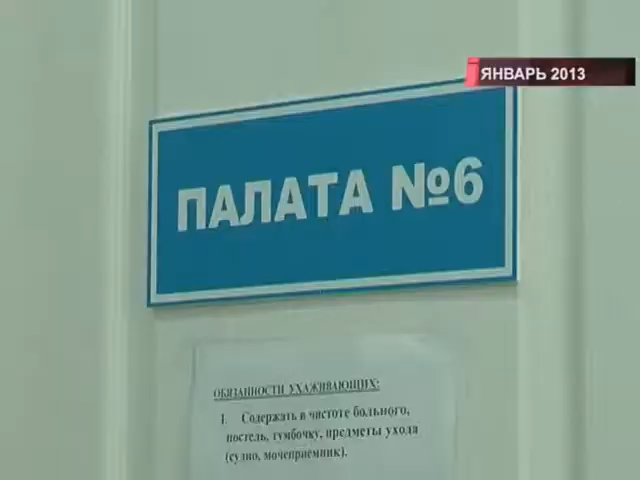 ЯНВАРЬ 2013
ПАЛАТА №6
ОБЯЗАННОСТИ УХАЖИВАЮЩИХ:
1. Содержать в чистоте больного,
постель, тумбочку, предметы ухода
(судно, мочеприемник).